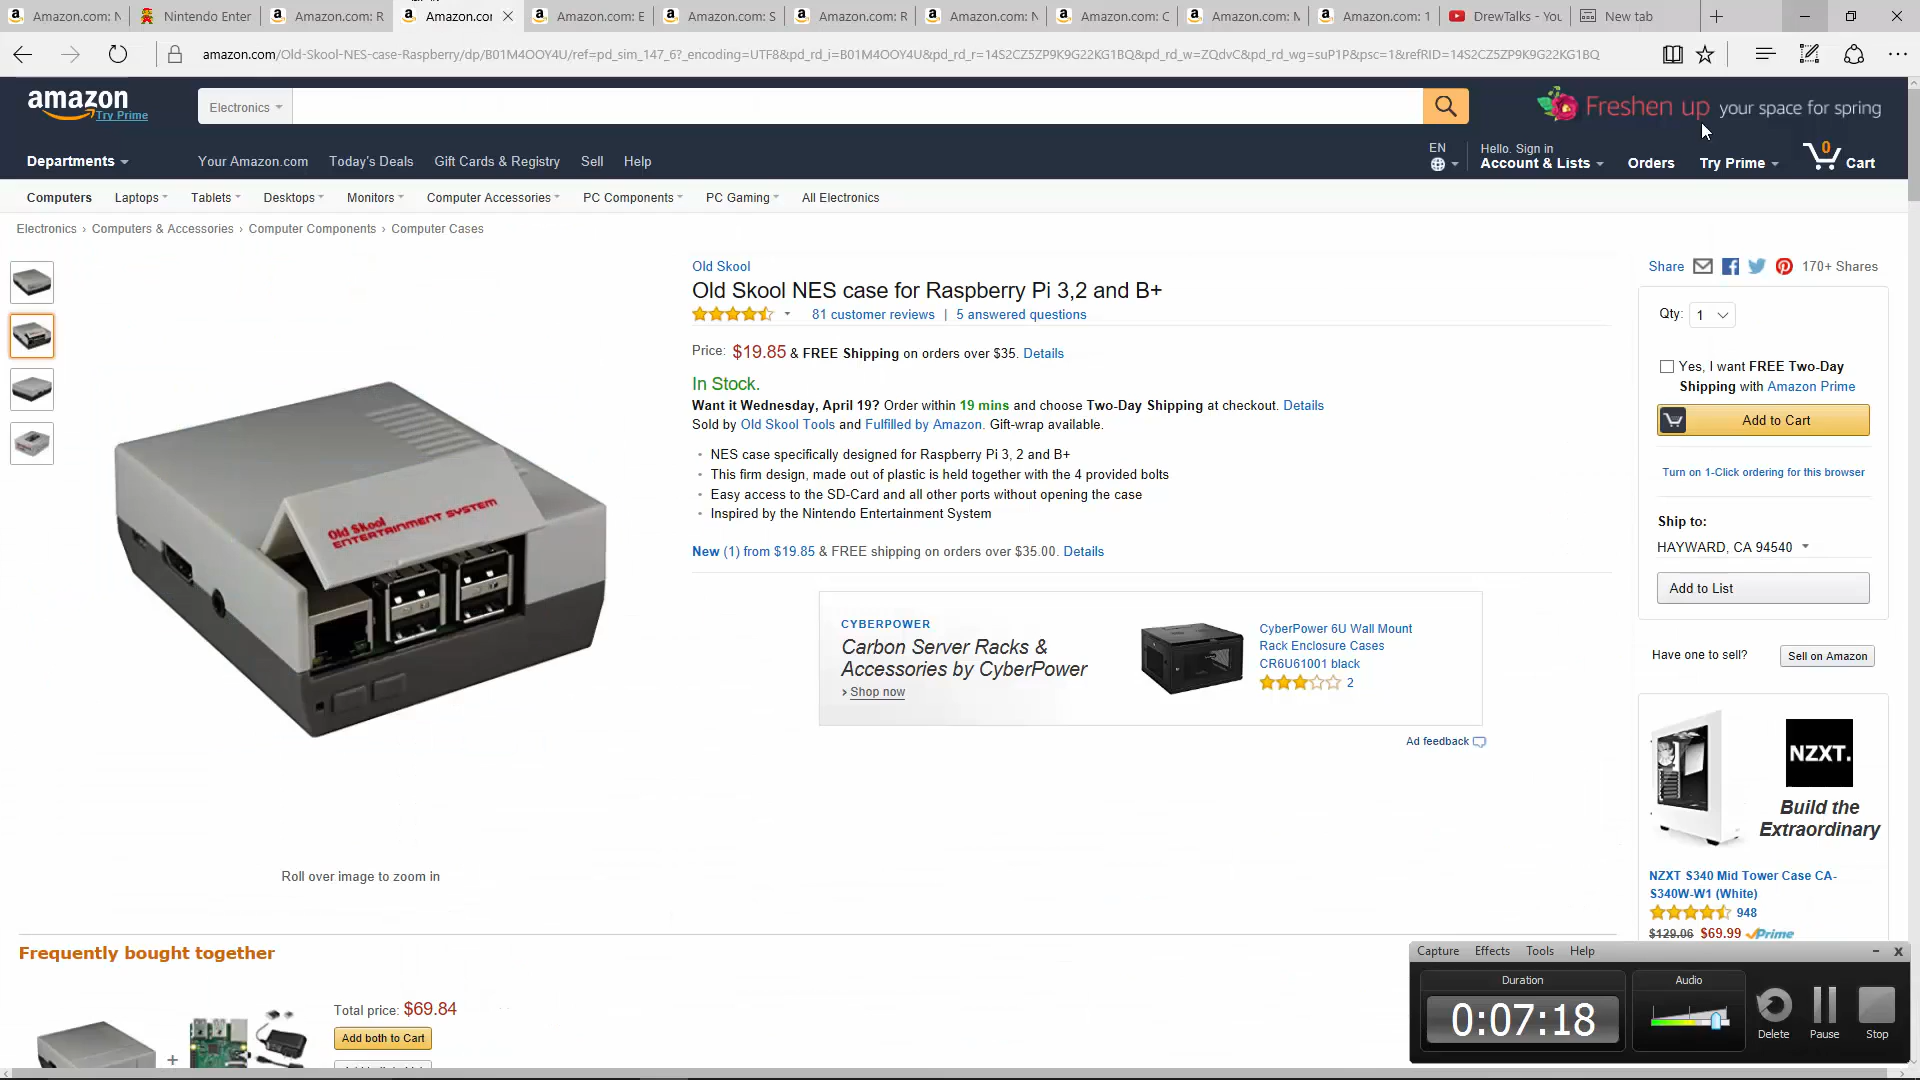 Amazon.com: N
Nintendo Enter
Amazon.com: R
Amazon.com
Amazon.com: E
Amazon.com: S
Amazon.com: R
Amazon.com: N
Amazon.com: C
Amazon.com: M
Amazon.com: 1
DrewTalks - You
New tab
amazon.com/Old-Skool-NES-case-Raspberry/dp/B01M4OOY4U/ref=pd_sim_147_6?_encoding=UTF8&pd_rd_i=B01M4OOY4U&pd_rd_r=14S2CZ5ZP9K9G22KG1BQ&pd_rd_w=ZQdvC&pd_rd_wg=suP1P&psc=1&refRID=14S2CZ5ZP9K9G22KG1BQ
amazon
Try Prime
Electronics
Freshen up your space for spring
Departments
Your Amazon.com
Today's Deals
Gift Cards & Registry
Sell
Help
EN
Hello. Sign in
Account & Lists
Orders
Try Prime
0
Cart
Computers
Laptops
Tablets
Desktops
Monitors
Computer Accessories
PC Components
PC Gaming
All Electronics
Electronics › Computers & Accessories › Computer Components › Computer Cases
Old Skool
Old Skool NES case for Raspberry Pi 3,2 and B+
81 customer reviews | 5 answered questions
Price: $19.85 & FREE Shipping on orders over $35. Details
In Stock.
Want it Wednesday, April 19? Order within 19 mins and choose Two-Day Shipping at checkout. Details
Sold by Old Skool Tools and Fulfilled by Amazon. Gift-wrap available.
• NES case specifically designed for Raspberry Pi 3, 2 and B+
• This firm design, made out of plastic is held together with the 4 provided bolts
• Easy access to the SD-Card and all other ports without opening the case
• Inspired by the Nintendo Entertainment System
New (1) from $19.85 & FREE shipping on orders over $35.00. Details
Old Skool
ENTERTAINMENT SYSTEM
CYBERPOWER
Carbon Server Racks &
Accessories by CyberPower
› Shop now
CyberPower 6U Wall Mount
Rack Enclosure Cases
CR6U61001 black
2
Ad feedback
Roll over image to zoom in
Share
170+ Shares
Qty: 1
Yes, I want FREE Two-Day
Shipping with Amazon Prime
Add to Cart
Turn on 1-Click ordering for this browser
Ship to:
HAYWARD, CA 94540
Add to List
Have one to sell?
Sell on Amazon
NZXT.
Build the
Extraordinary
NZXT S340 Mid Tower Case CA-
S340W-W1 (White)
948
$129.06 $69.99 Prime
Frequently bought together
Total price: $69.84
Add both to Cart
+
Capture
Effects
Tools
Help
Duration
0:07:18
Audio
Delete
Pause
Stop